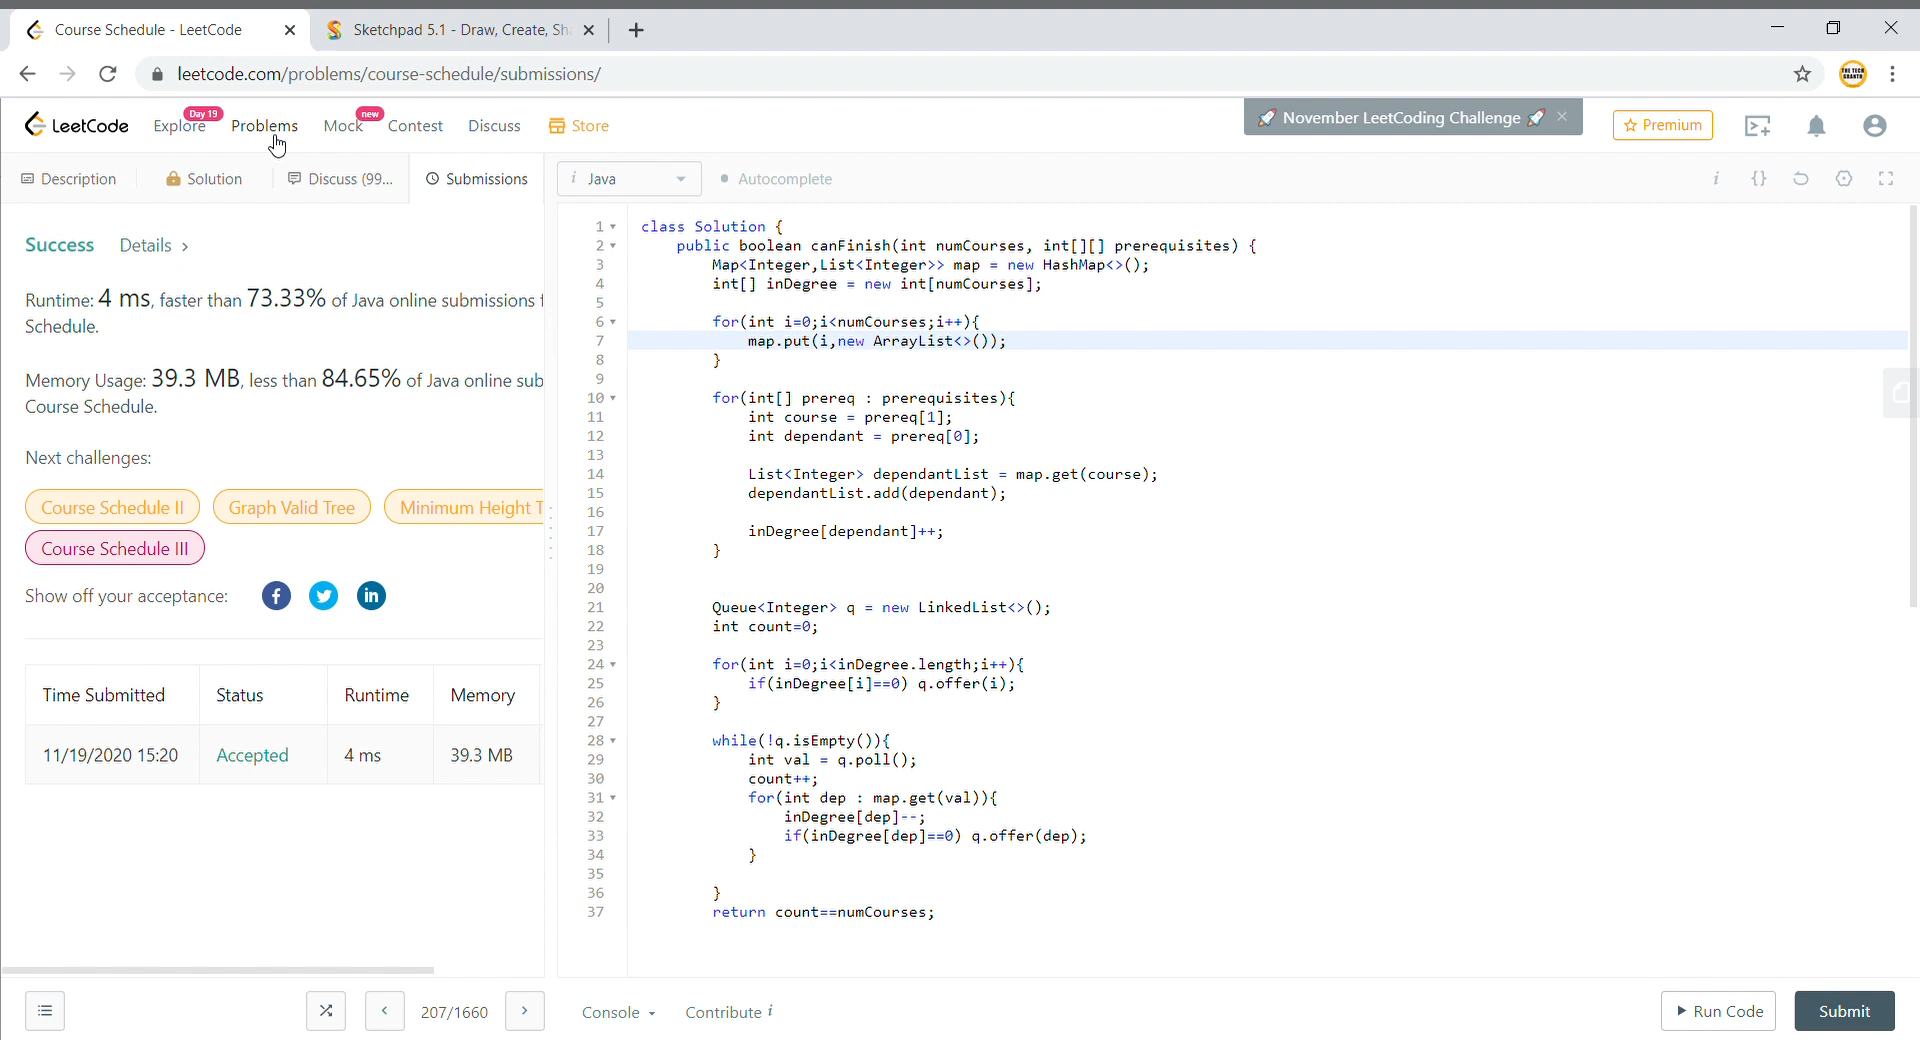 Course Schedule - LeetCode
Sketchpad 5.1 - Draw, Create, Sh
leetcode.com/problems/course-schedule/submissions/
THE TECH GRANTH
LeetCode
Explore
Day 19
Problems
Mock
new
Contest
Discuss
Store
November LeetCoding Challenge
Premium
Description
Solution
Discuss (99...
Submissions
i Java
Autocomplete
Success
Details
Runtime: 4 ms, faster than 73.33% of Java online submissions f
Schedule.
Memory Usage: 39.3 MB, less than 84.65% of Java online sub
Course Schedule.
Next challenges:
Course Schedule II
Graph Valid Tree
Minimum Height T
Course Schedule III
Show off your acceptance:
Time Submitted Status Runtime Memory
11/19/2020 15:20 Accepted 4 ms 39.3 MB
1 class Solution {
2 public boolean canFinish(int numCourses, int[][] prerequisites) {
3 Map<Integer,List<Integer>> map = new HashMap<>();
4 int[] inDegree = new int[numCourses];
5
6 for(int i=0;i<numCourses;i++){
7 map.put(i,new ArrayList<>());
8 }
9
10 for(int[] prereq : prerequisites){
11 int course = prereq[1];
12 int dependant = prereq[0];
13
14 List<Integer> dependantList = map.get(course);
15 dependantList.add(dependant);
16
17 inDegree[dependant]++;
18 }
19
20
21 Queue<Integer> q = new LinkedList<>();
22 int count=0;
23
24 for(int i=0;i<inDegree.length;i++){
25 if(inDegree[i]==0) q.offer(i);
26 }
27
28 while(!q.isEmpty()){
29 int val = q.poll();
30 count++;
31 for(int dep : map.get(val)){
32 inDegree[dep]--;
33 if(inDegree[dep]==0) q.offer(dep);
34 }
35
36 }
37 return count==numCourses;
207/1660
Console
Contribute i
Run Code
Submit